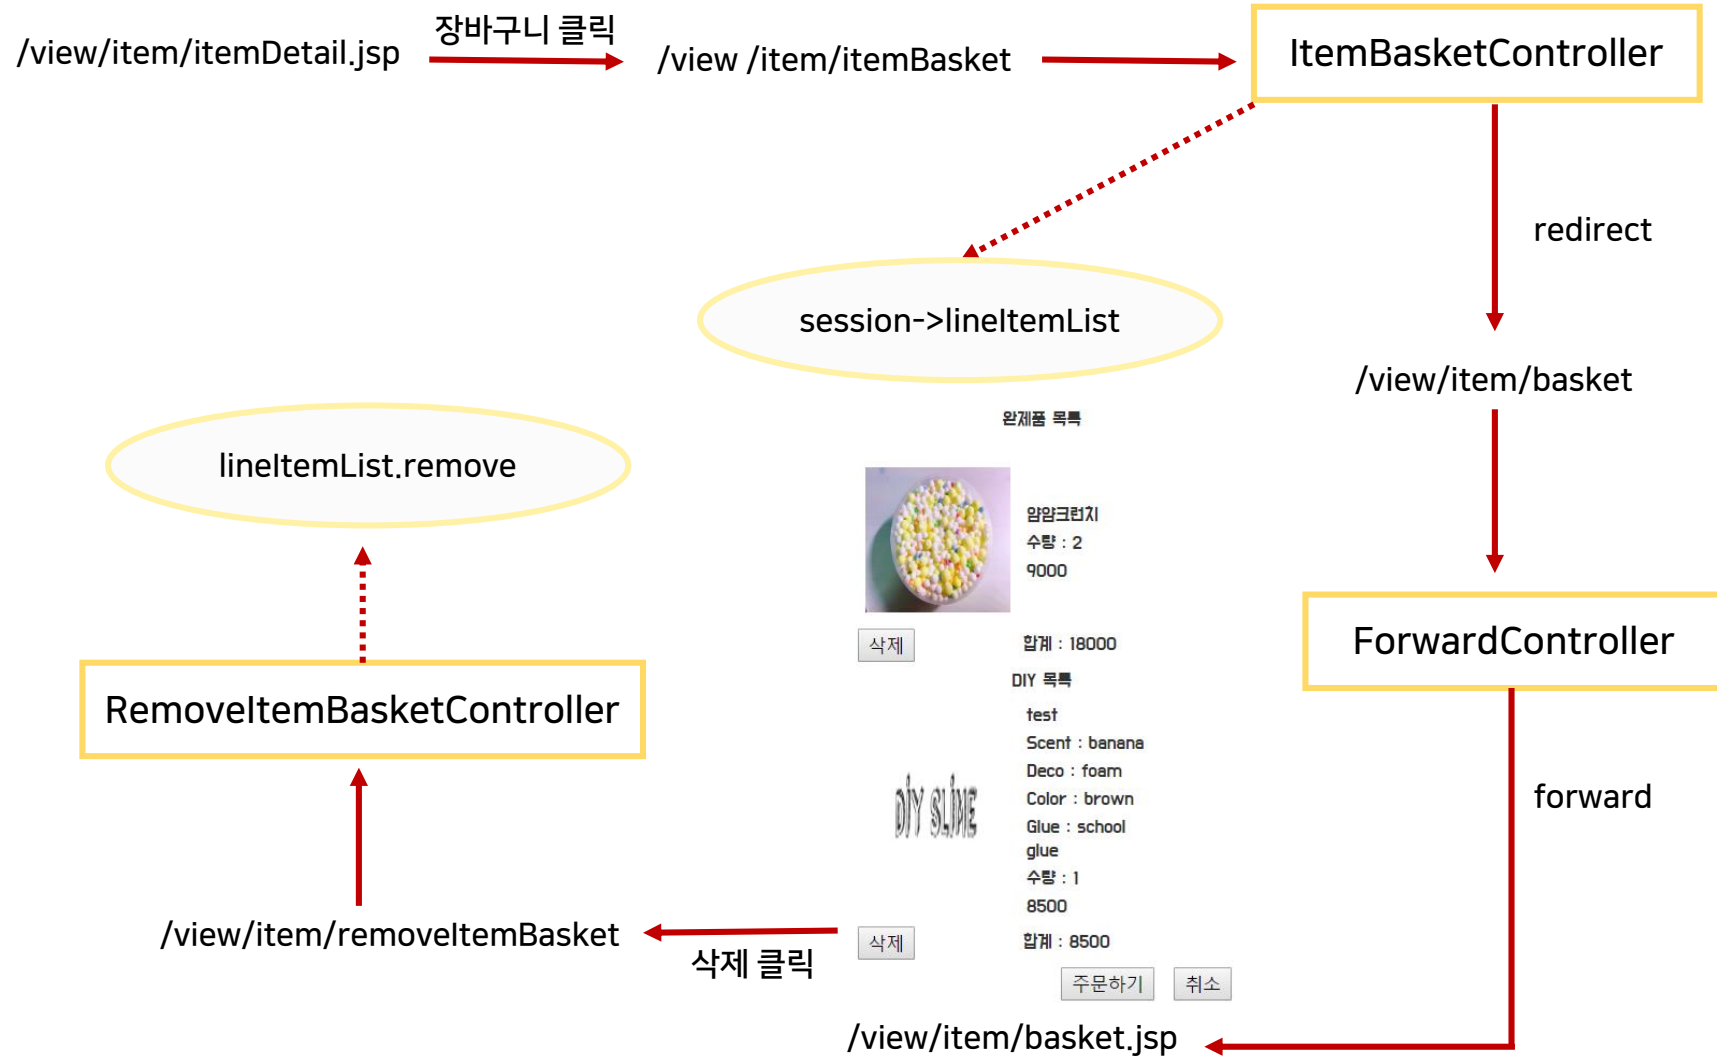 /view/item/itemDetail.jsp
장바구니 클릭
/view /item/itemBasket
ItemBasketController
redirect
session->lineItemList
/view/item/basket
완제품 목록
lineItemList.remove
얌얌크런치
수량 : 2
9000
삭제
합계 : 18000
ForwardController
DIY 목록
RemoveItemBasketController
test
Scent : banana
Deco : foam
Color : brown
Glue : school
glue
수량 : 1
8500
DIY SLIME
forward
/view/item/removeItemBasket
삭제 클릭
삭제
합계 : 8500
주문하기
취소
/view/item/basket.jsp